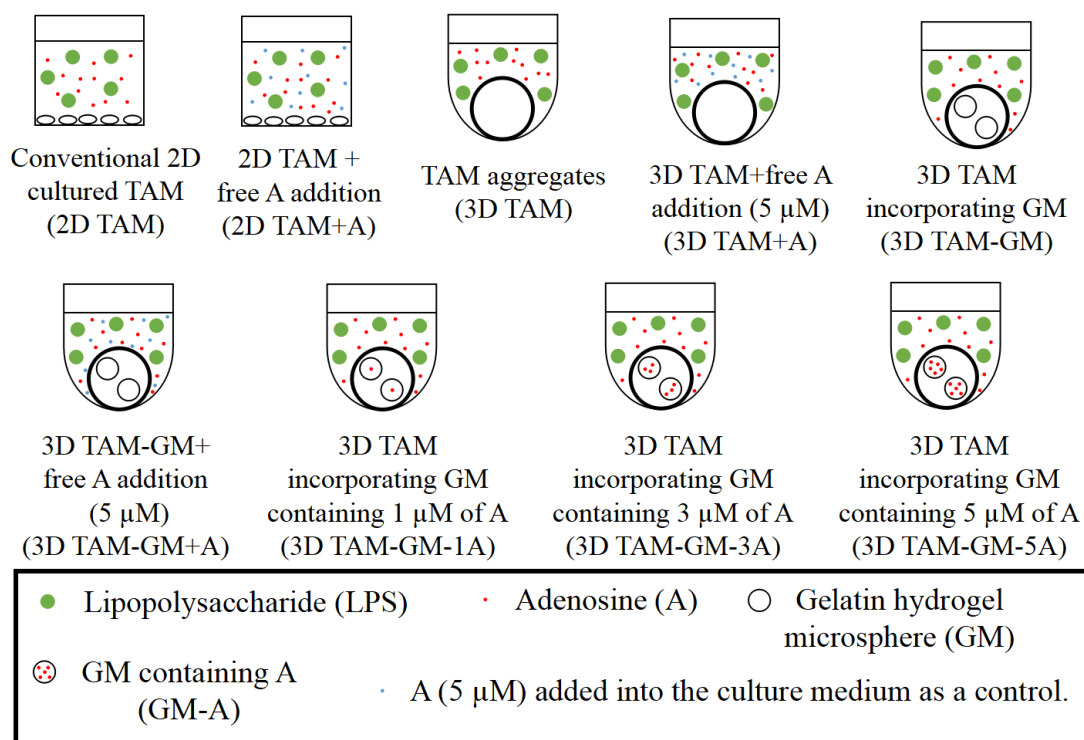 Conventional 2D
cultured TAM
(2D TAM)
2D TAM +
free A addition
(2D TAM+A)
TAM aggregates
(3D TAM)
3D TAM+free A
addition (5 µM)
(3D TAM+A)
3D TAM
incorporating GM
(3D TAM-GM)
3D TAM-GM+
free A addition
(5 µM)
(3D TAM-GM+A)
3D TAM
incorporating GM
containing 1 µM of A
(3D TAM-GM-1A)
3D TAM
incorporating GM
containing 3 µM of A
(3D TAM-GM-3A)
3D TAM
incorporating GM
containing 5 µM of A
(3D TAM-GM-5A)
Lipopolysaccharide (LPS)
Adenosine (A)
Gelatin hydrogel
microsphere (GM)
GM containing A
(GM-A)
A (5 µM) added into the culture medium as a control.